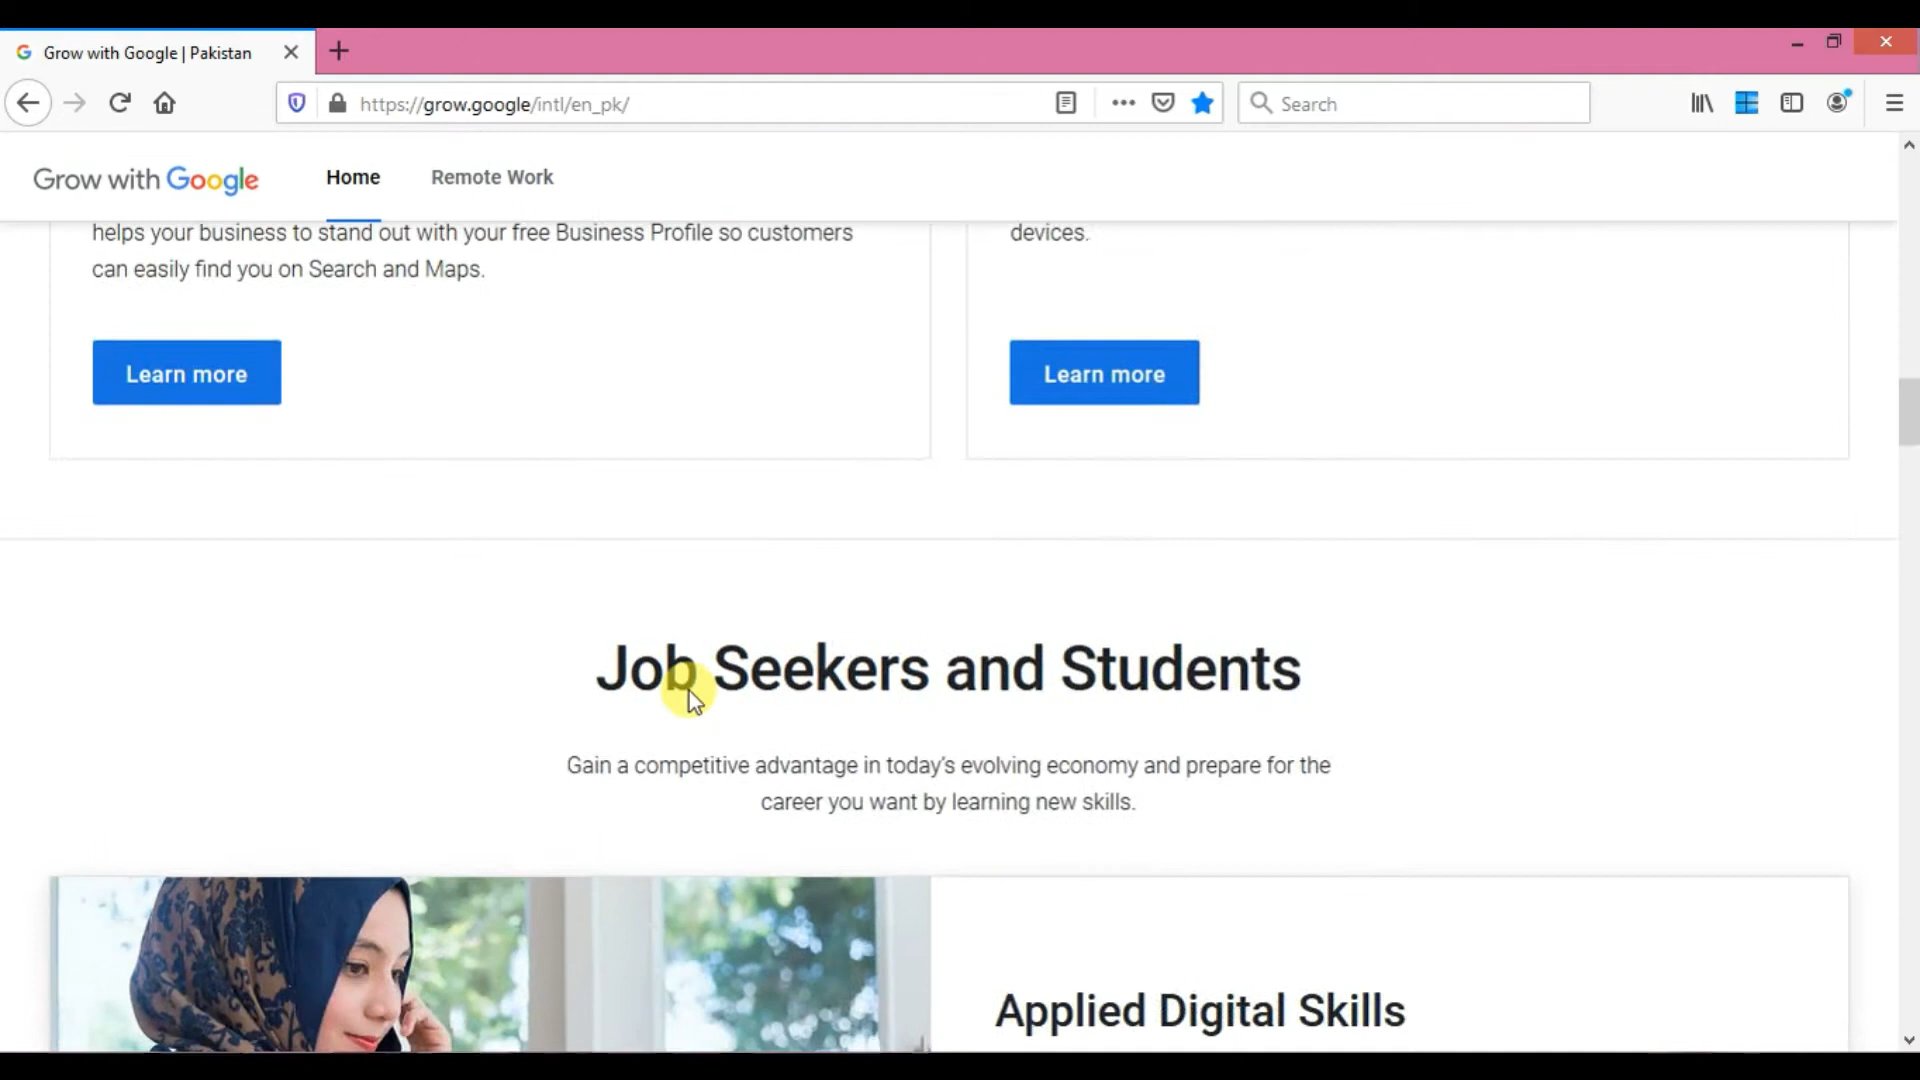 Grow with Google | Pakistan
https://grow.google/intl/en_pk/
Search
Grow with Google
Home
Remote Work
helps your business to stand out with your free Business Profile so customers
can easily find you on Search and Maps.
devices.
Learn more
Learn more
Job Seekers and Students
Gain a competitive advantage in today's evolving economy and prepare for the
career you want by learning new skills.
Applied Digital Skills